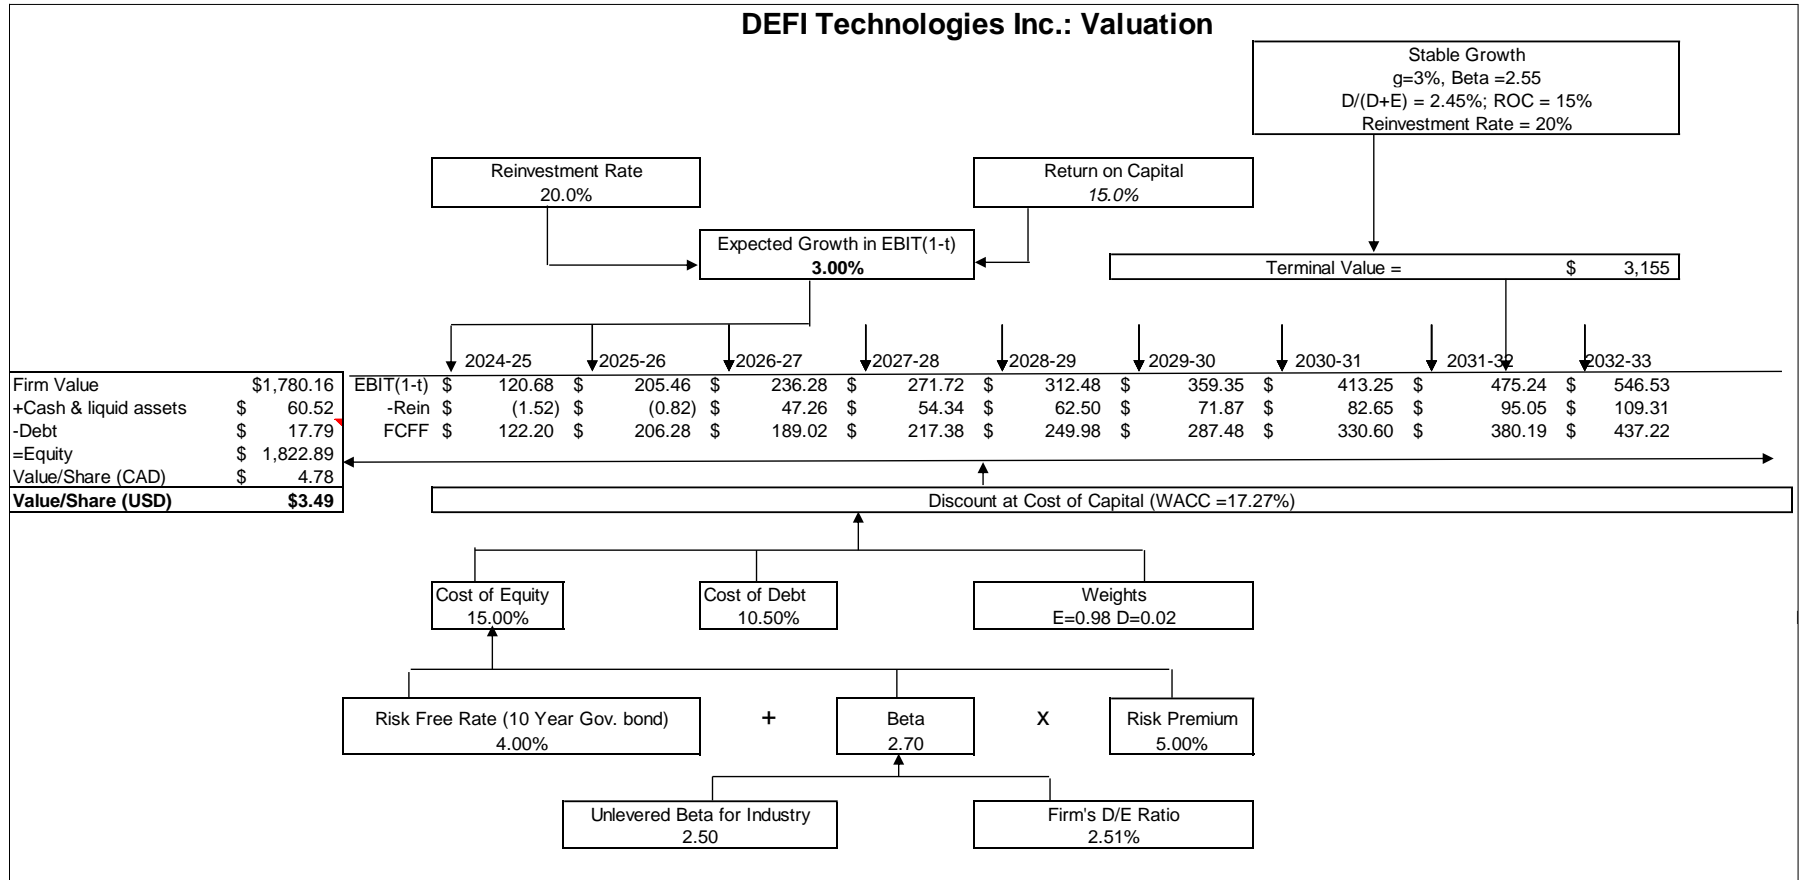 DEFI Technologies Inc.: Valuation
Stable Growth
g=3%, Beta =2.55
D/(D+E) = 2.45%; ROC = 15%
Reinvestment Rate = 20%
Reinvestment Rate
20.0%
Return on Capital
15.0%
Expected Growth in EBIT(1-t)
3.00%
Terminal Value = $ 3,155
2024-25 2025-26 2026-27 2027-28 2028-29 2029-30 2030-31 2031-32 2032-33
Firm Value $1,780.16
+Cash & liquid assets $ 60.52
-Debt $ 17.79
=Equity $ 1,822.89
Value/Share (CAD) $ 4.78
Value/Share (USD) $3.49
EBIT(1-t) $ 120.68 $ 205.46 $ 236.28 $ 271.72 $ 312.48 $ 359.35 $ 413.25 $ 475.24 $ 546.53
-Rein $ (1.52) $ (0.82) $ 47.26 $ 54.34 $ 62.50 $ 71.87 $ 82.65 $ 95.05 $ 109.31
FCFF $ 122.20 $ 206.28 $ 189.02 $ 217.38 $ 249.98 $ 287.48 $ 330.60 $ 380.19 $ 437.22
Discount at Cost of Capital (WACC =17.27%)
Cost of Equity
15.00%
Cost of Debt
10.50%
Weights
E=0.98 D=0.02
Risk Free Rate (10 Year Gov. bond)
4.00%
+
Beta
2.70
x
Risk Premium
5.00%
Unlevered Beta for Industry
2.50
Firm's D/E Ratio
2.51%